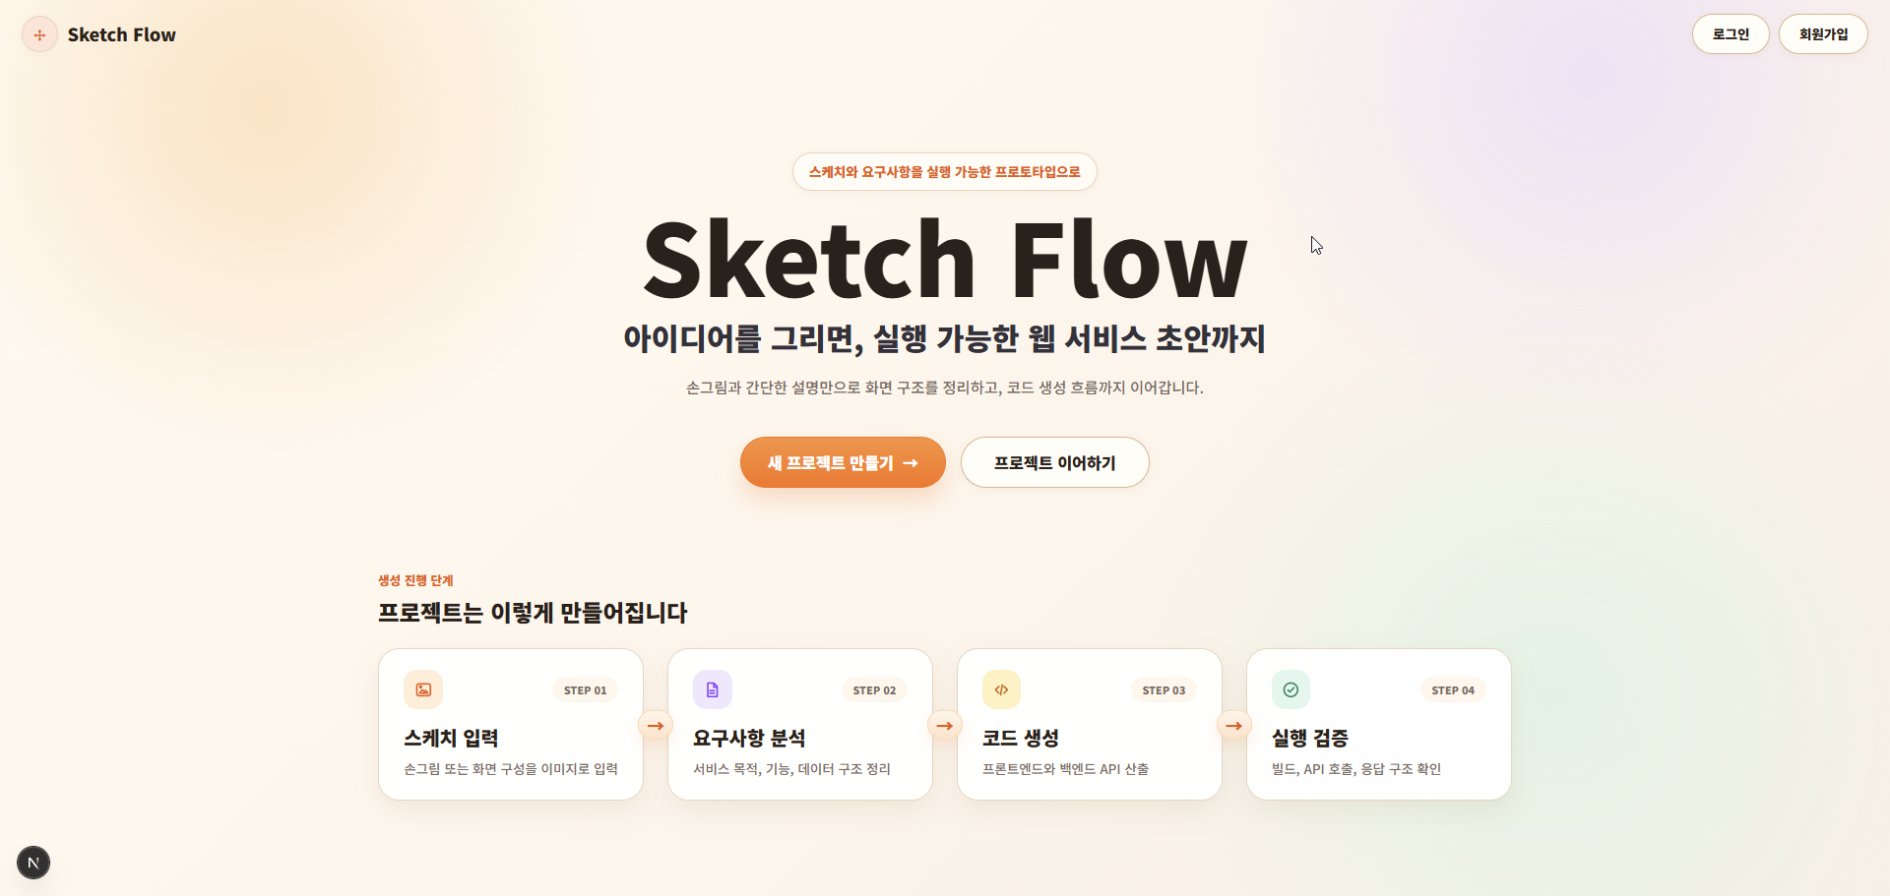 Sketch Flow
로그인
회원가입
스케치와 요구사항을 실행 가능한 프로토타입으로
Sketch Flow
아이디어를 그리면, 실행 가능한 웹 서비스 초안까지
손그림과 간단한 설명만으로 화면 구조를 정리하고, 코드 생성 흐름까지 이어갑니다.
새 프로젝트 만들기 →
프로젝트 이어하기
생성 진행 단계
프로젝트는 이렇게 만들어집니다
STEP 01
스케치 입력
손그림 또는 화면 구성을 이미지로 입력
→
STEP 02
요구사항 분석
서비스 목적, 기능, 데이터 구조 정리
→
STEP 03
코드 생성
프론트엔드와 백엔드 API 산출
→
STEP 04
실행 검증
빌드, API 호출, 응답 구조 확인
N